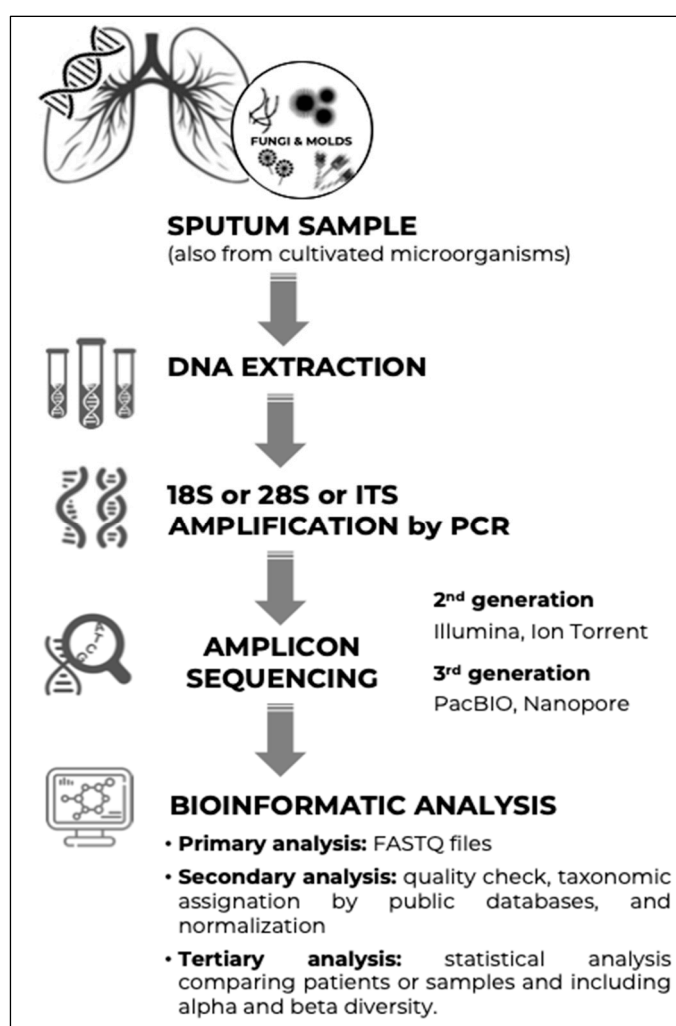 FUNGI & MOLDS
SPUTUM SAMPLE
(also from cultivated microorganisms)
DNA EXTRACTION
18S or 28S or ITS
AMPLIFICATION by PCR
A
T
C
G
AMPLICON
SEQUENCING
2nd generation
Illumina, Ion Torrent
3rd generation
PacBIO, Nanopore
BIOINFORMATIC ANALYSIS
• Primary analysis: FASTQ files
• Secondary analysis: quality check, taxonomic
assignation by public databases, and
normalization
• Tertiary analysis: statistical analysis
comparing patients or samples and including
alpha and beta diversity.